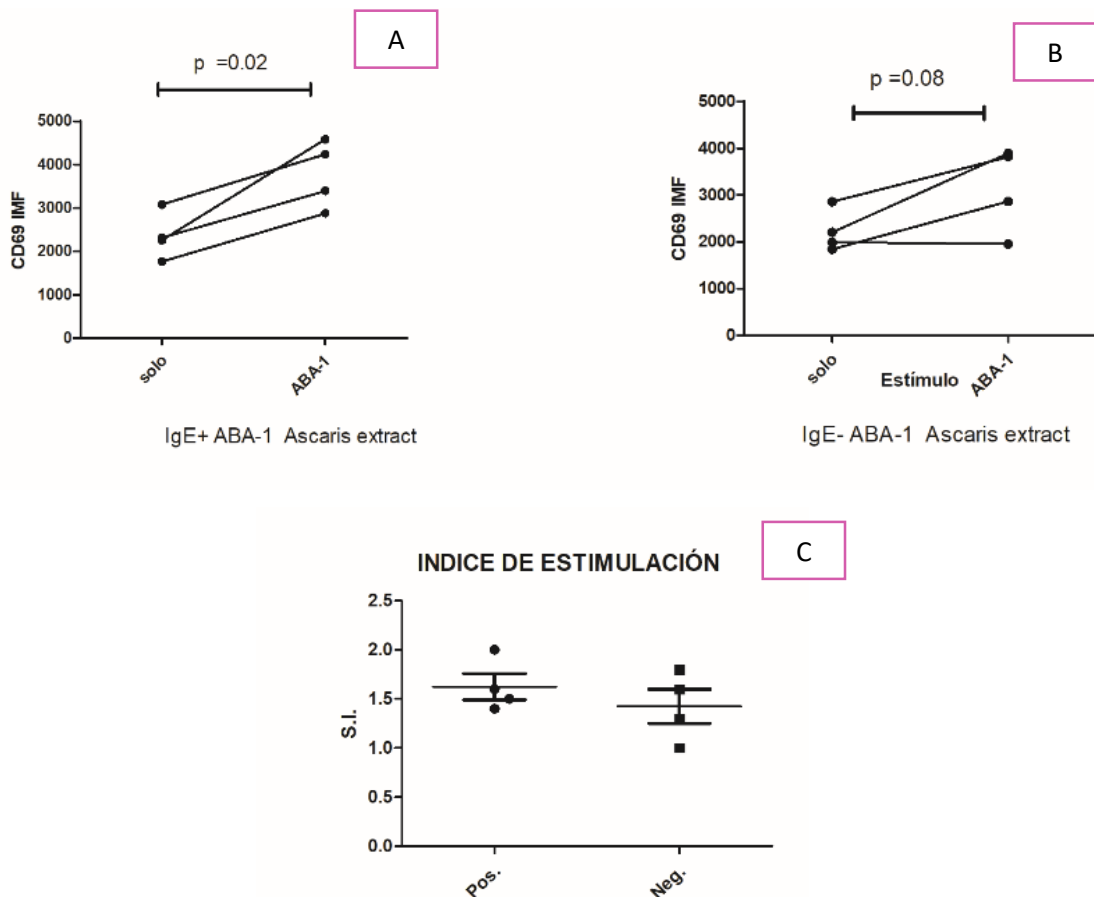 A
p =0.02
5000
4000
3000
2000
1000
0
CD69 IMF
solo
ABA-1
IgE+ ABA-1 Ascaris extract
B
p =0.08
5000
4000
3000
2000
1000
0
CD69 IMF
solo
Estímulo
ABA-1
IgE- ABA-1 Ascaris extract
C
INDICE DE ESTIMULACIÓN
2.5
2.0
1.5
1.0
0.5
0.0
S.I.
Pos.
Neg.